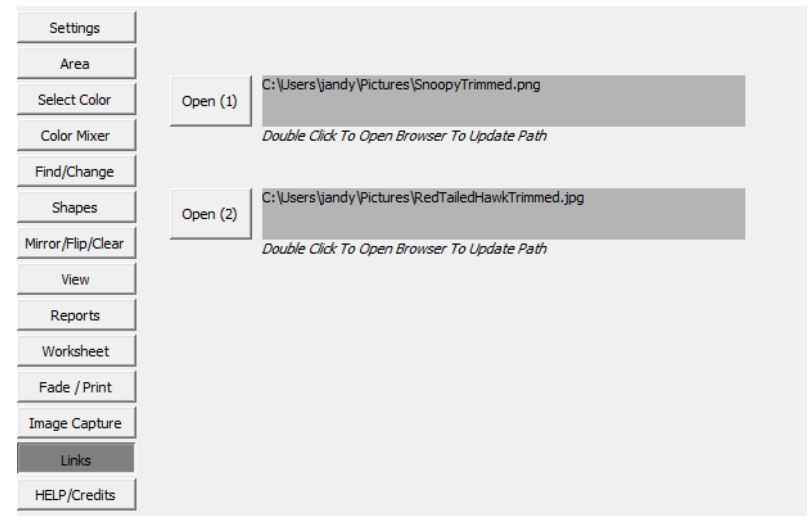 Settings
Area
Select Color
Color Mixer
Find/Change
Shapes
Mirror/Flip/Clear
View
Reports
Worksheet
Fade / Print
Image Capture
Links
HELP/Credits
Open (1)
C:\Users\jandy\Pictures\SnoopyTrimmed.png
Double Click To Open Browser To Update Path
Open (2)
C:\Users\jandy\Pictures\RedTailedHawkTrimmed.jpg
Double Click To Open Browser To Update Path